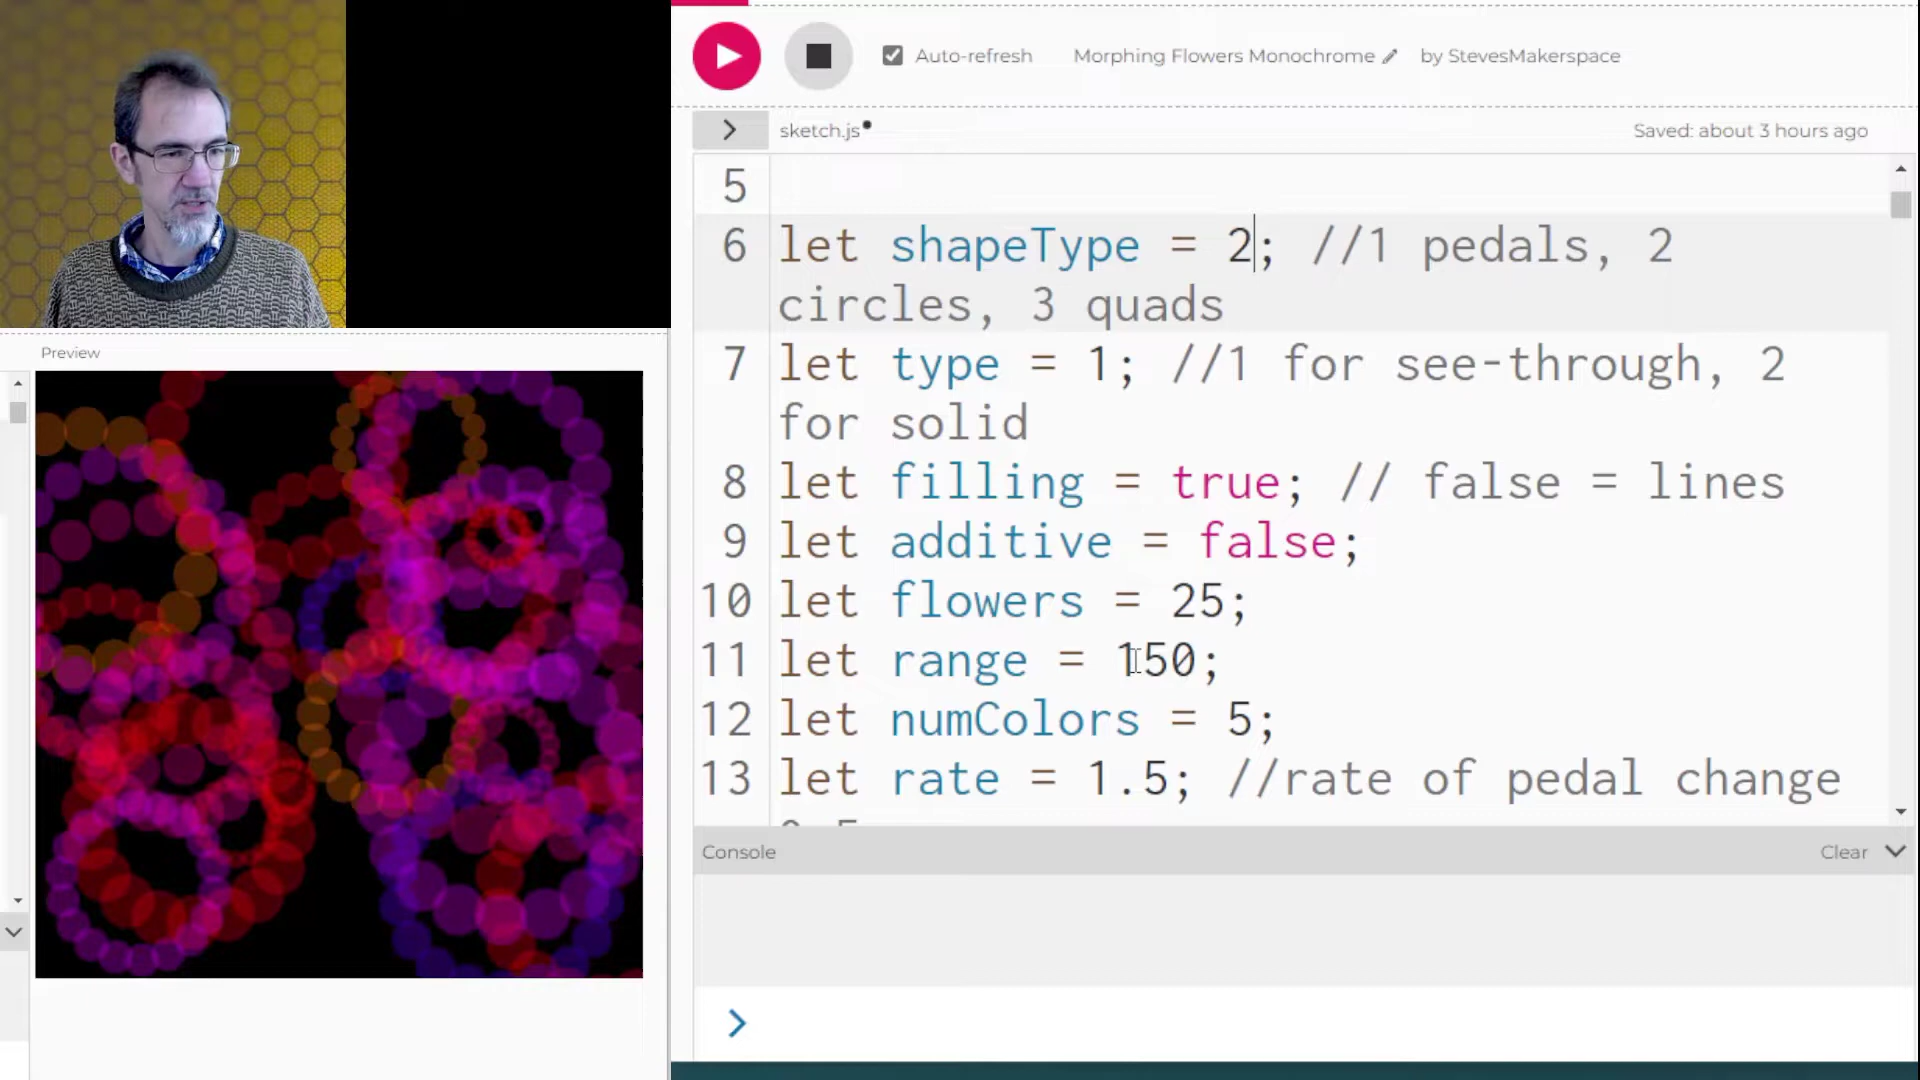 Auto-refresh
Morphing Flowers Monochrome
by StevesMakerspace
sketch.js
Saved: about 3 hours ago
Preview
5
6 let shapeType = 2; //1 pedals, 2
circles, 3 quads
7 let type = 1; //1 for see-through, 2
for solid
8 let filling = true; // false = lines
9 let additive = false;
10 let flowers = 25;
11 let range = 150;
12 let numColors = 5;
13 let rate = 1.5; //rate of pedal change
Console
Clear